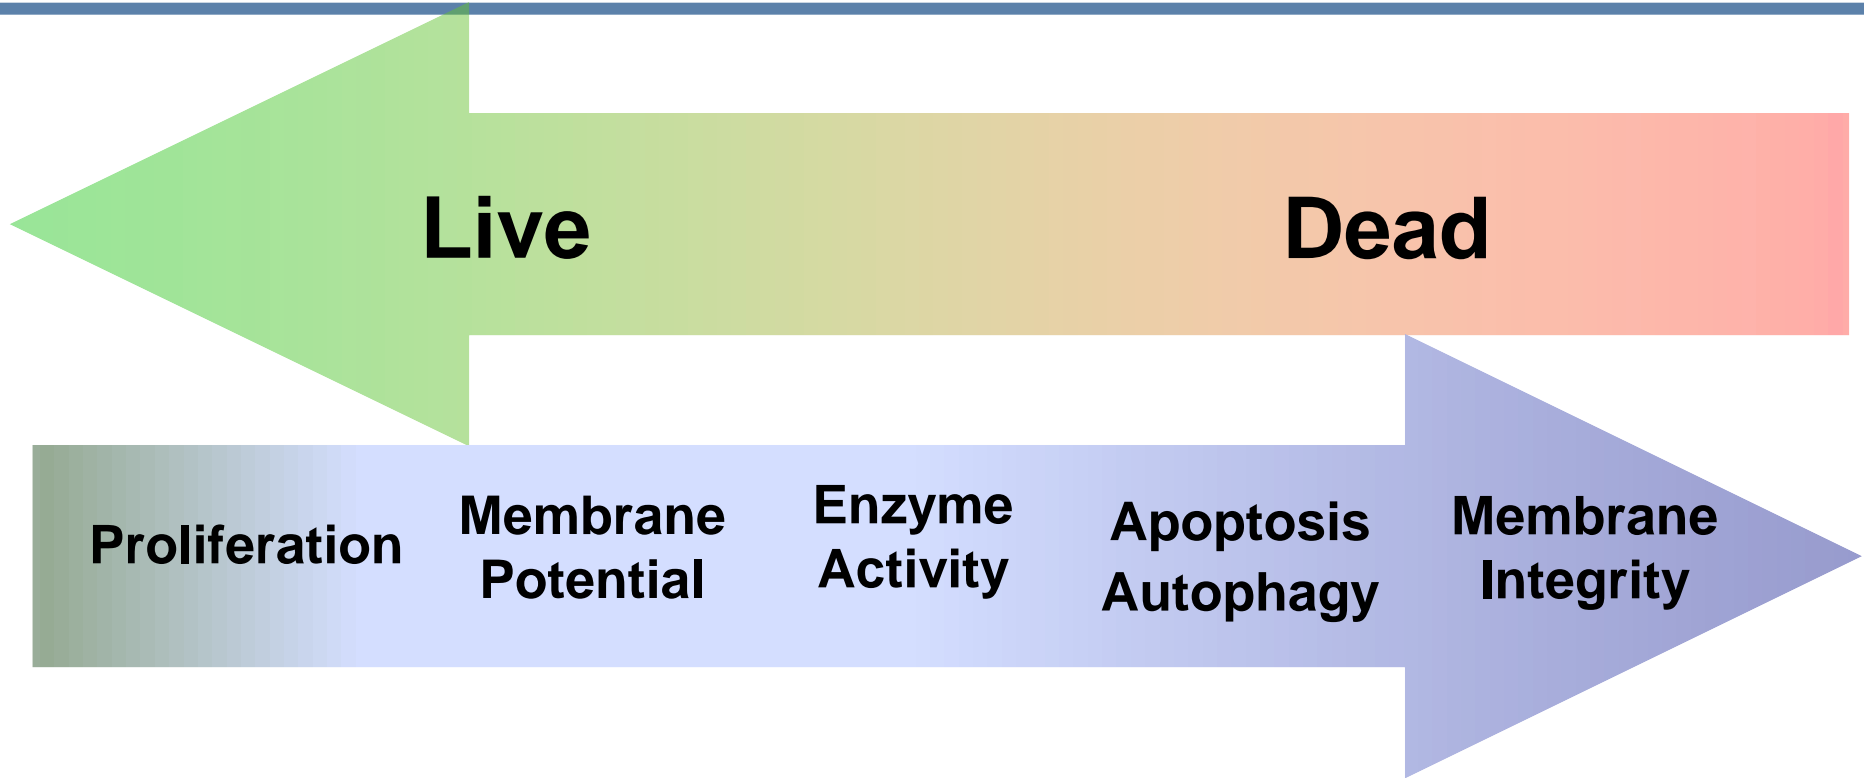 Live
Dead
Proliferation
Membrane
Potential
Enzyme
Activity
Apoptosis
Autophagy
Membrane
Integrity